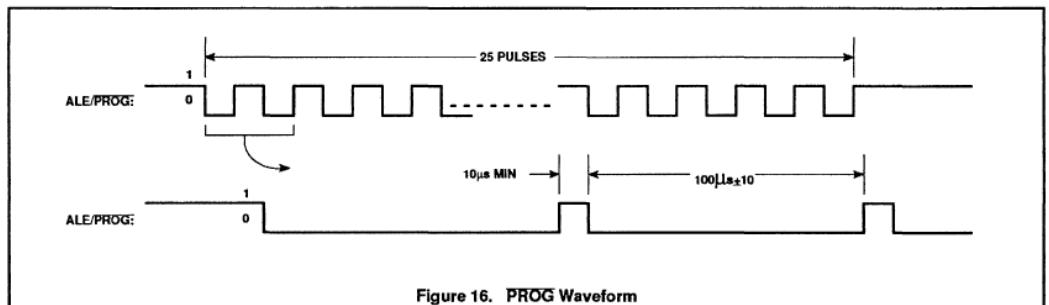 25 PULSES
1
ALE/PROG:
0
10μs MIN
100μs±10
1
ALE/PROG:
0
Figure 16. PROG Waveform